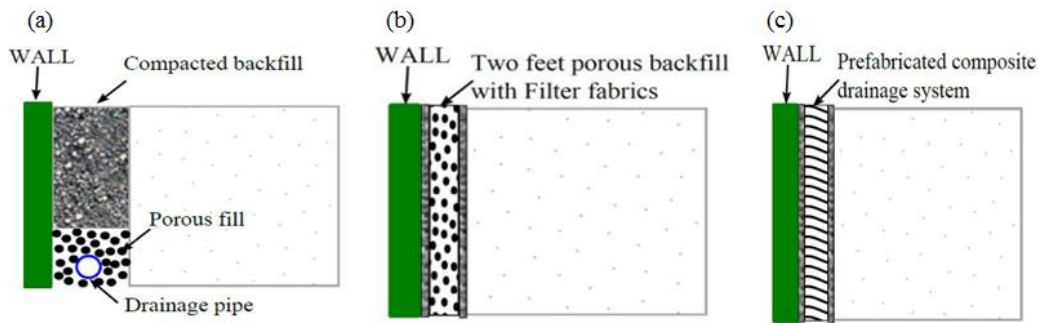 (a)
WALL
Compacted backfill
Porous fill
Drainage pipe
(b)
WALL
Two feet porous backfill
with Filter fabrics
(c)
WALL
Prefabricated composite
drainage system